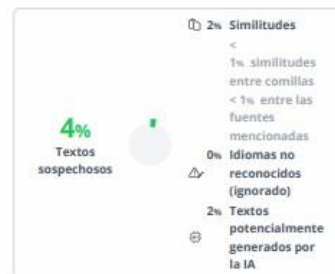 4%
Textos
sospechosos
2% Similitudes
<
1% similitudes
entre comillas
< 1% entre las
fuentes
mencionadas
0% Idiomas no
reconocidos
(ignorado)
2% Textos
potencialmente
generados por
la IA